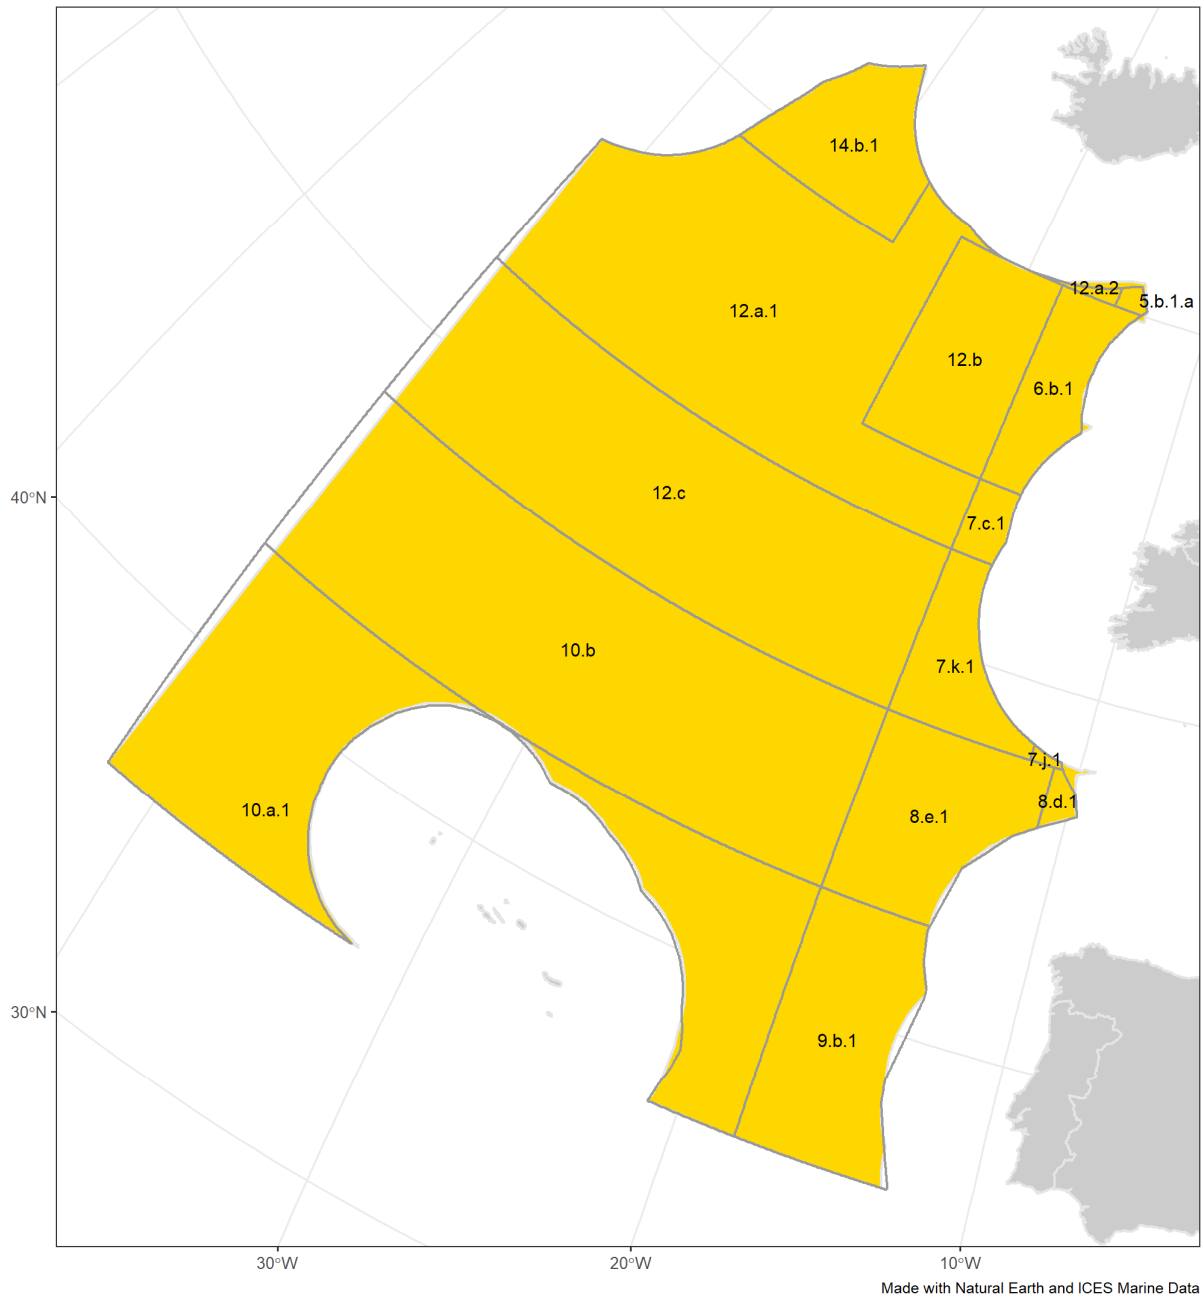 14.b.1
12.a.2
5.b.1.a
12.a.1
12.b
6.b.1
40°N
12.c
7.c.1
10.b
7.k.1
7.j.1
8.d.1
10.a.1
8.e.1
30°N
9.b.1
30°W
20°W
10°W
Made with Natural Earth and ICES Marine Data